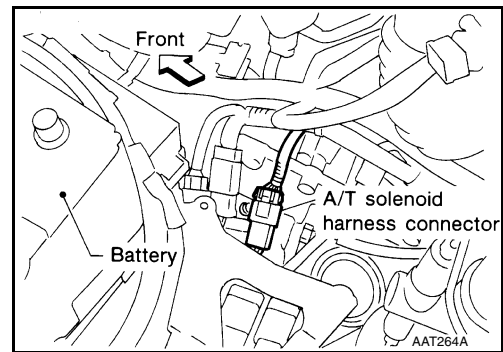 Front
A/T solenoid
harness connector
Battery
AAT264A